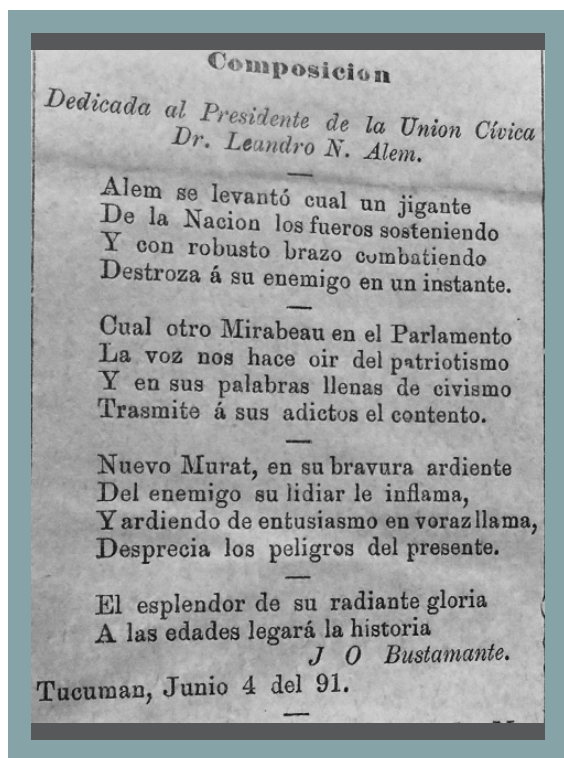 Composicion
Dedicada al Presidente de la Union Cívica
Dr. Leandro N. Alem.
Alem se levantó cual un jigante
De la Nacion los fueros sosteniendo
Y con robusto brazo combatiendo
Destroza á su enemigo en un instante.
Cual otro Mirabeau en el Parlamento
La voz nos hace oir del patriotismo
Y en sus palabras llenas de civismo
Trasmite á sus adictos el contento.
Nuevo Murat, en su bravura ardiente
Del enemigo su lidiar le inflama,
Y ardiendo de entusiasmo en voraz llama,
Desprecia los peligros del presente.
El esplendor de su radiante gloria
A las edades legará la historia
J O Bustamante.
Tucuman, Junio 4 del 91.